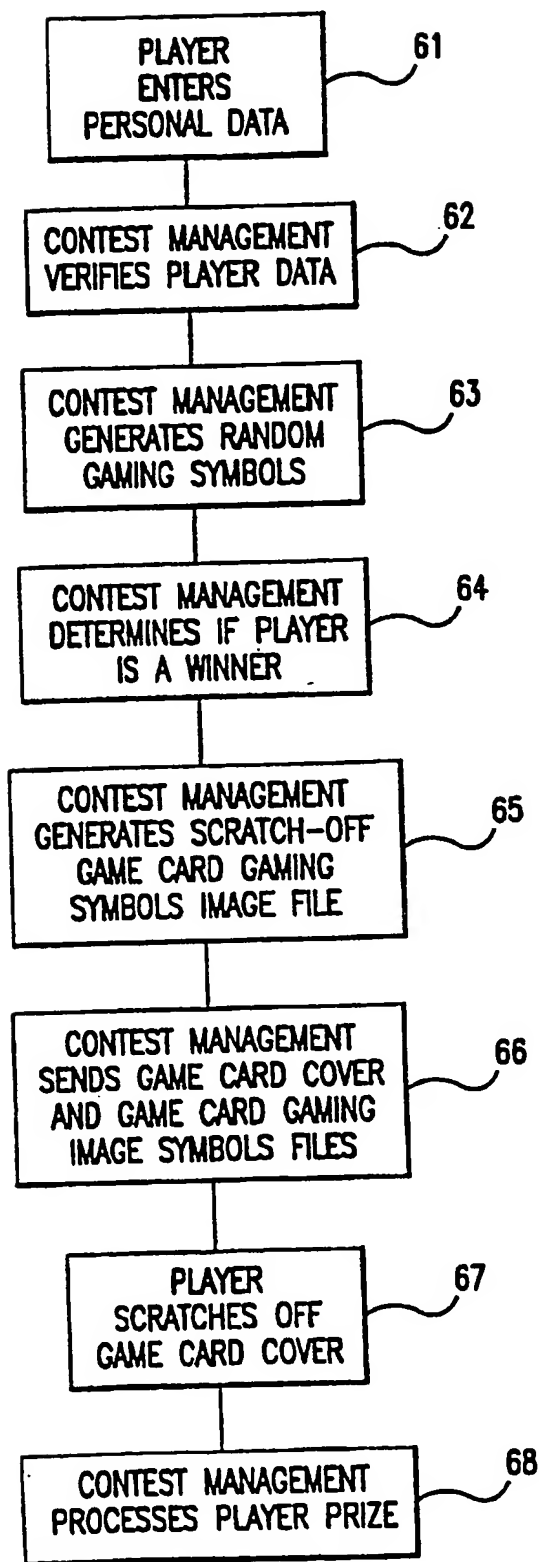 PLAYER
ENTERS
PERSONAL DATA
61
CONTEST MANAGEMENT
VERIFIES PLAYER DATA
62
CONTEST MANAGEMENT
GENERATES RANDOM
GAMING SYMBOLS
63
CONTEST MANAGEMENT
DETERMINES IF PLAYER
IS A WINNER
64
CONTEST MANAGEMENT
GENERATES SCRATCH-OFF
GAME CARD GAMING
SYMBOLS IMAGE FILE
65
CONTEST MANAGEMENT
SENDS GAME CARD COVER
AND GAME CARD GAMING
IMAGE SYMBOLS FILES
66
PLAYER
SCRATCHES OFF
GAME CARD COVER
67
CONTEST MANAGEMENT
PROCESSES PLAYER PRIZE
68